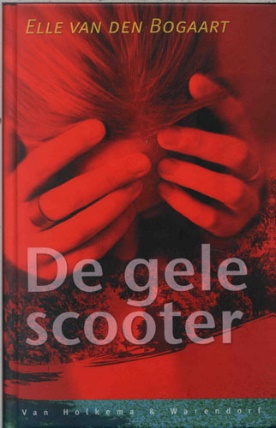 Elle van den Bogaart
De gele
scooter
Van Holkema & Warendorf